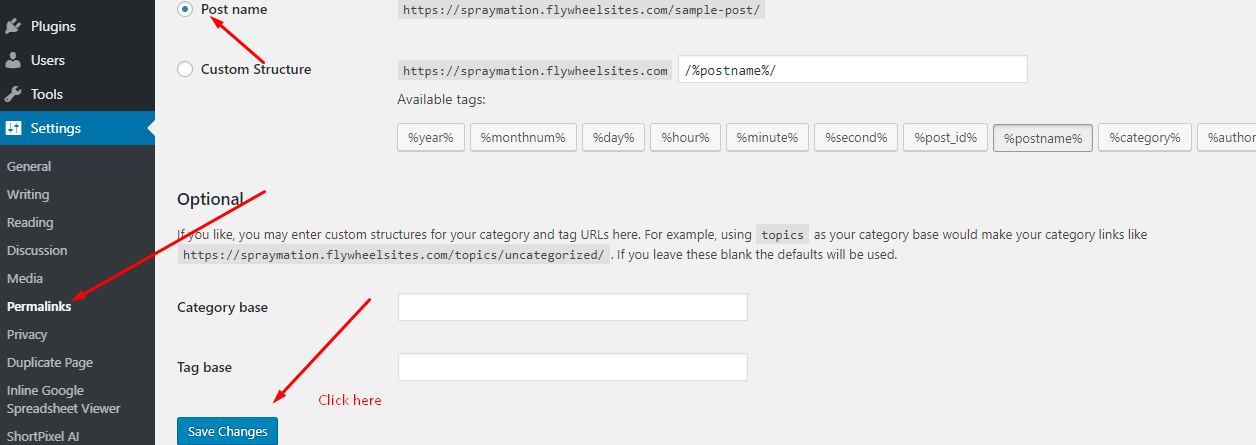 Plugins
Users
Tools
Settings
General
Writing
Reading
Discussion
Media
Permalinks
Privacy
Duplicate Page
Inline Google
Spreadsheet Viewer
ShortPixel AI
Post name
https://spraymation.flywheelsites.com/sample-post/
Custom Structure
https://spraymation.flywheelsites.com /%postname%/
Available tags:
%year% %monthnum% %day% %hour% %minute% %second% %post_id% %postname% %category% %author
Optional
If you like, you may enter custom structures for your category and tag URLs here. For example, using topics as your category base would make your category links like
https://spraymation.flywheelsites.com/topics/uncategorized/ . If you leave these blank the defaults will be used.
Category base
Tag base
Click here
Save Changes